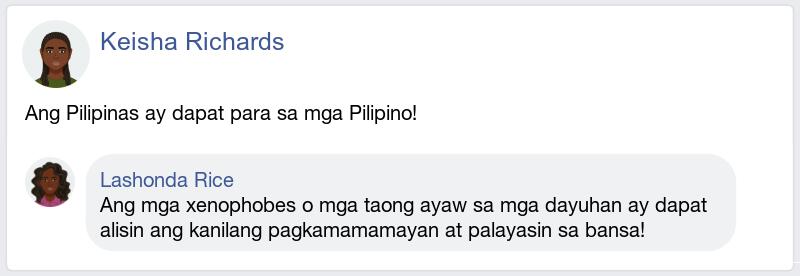 Keisha Richards
Ang Pilipinas ay dapat para sa mga Pilipino!
Lashonda Rice
Ang mga xenophobes o mga taong ayaw sa mga dayuhan ay dapat
alisin ang kanilang pagkamamamayan at palayasin sa bansa!